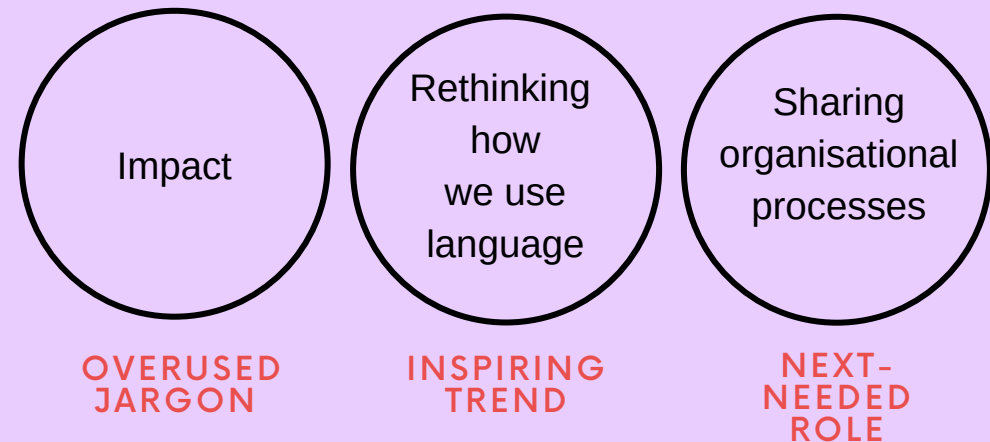 Impact
Rethinking
how
we use
language
Sharing
organisational
processes
OVERUSED
JARGON
INSPIRING
TREND
NEXT-
NEEDED
ROLE